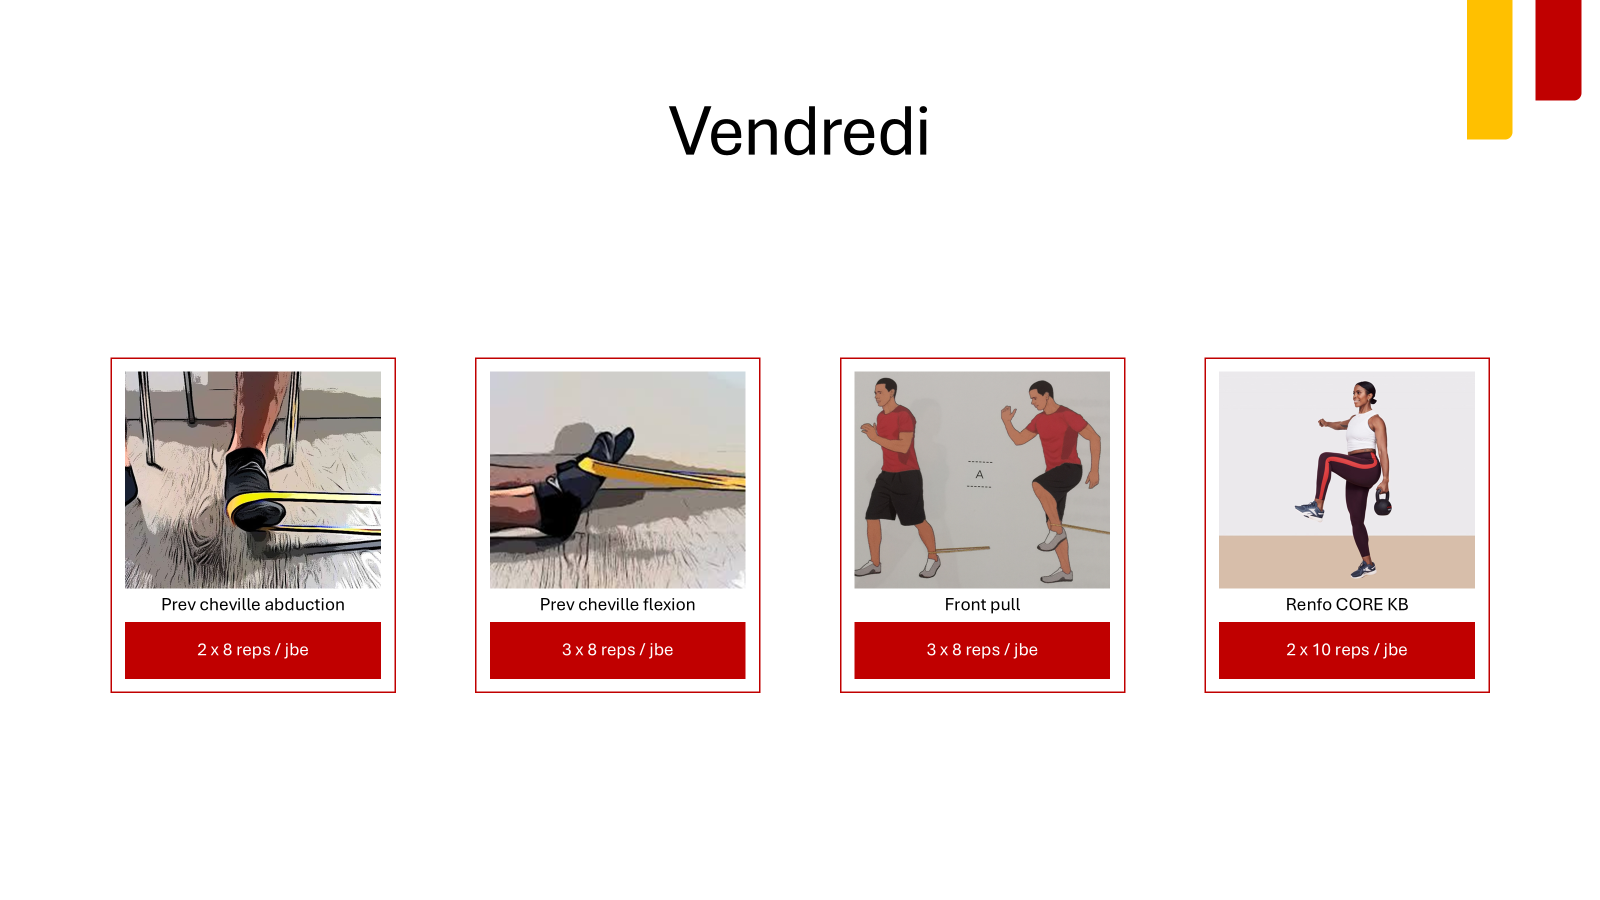 Vendredi
A
Prev cheville abduction
2 x 8 reps / jbe
Prev cheville flexion
3 x 8 reps / jbe
Front pull
3 x 8 reps / jbe
Renfo CORE KB
2 x 10 reps / jbe